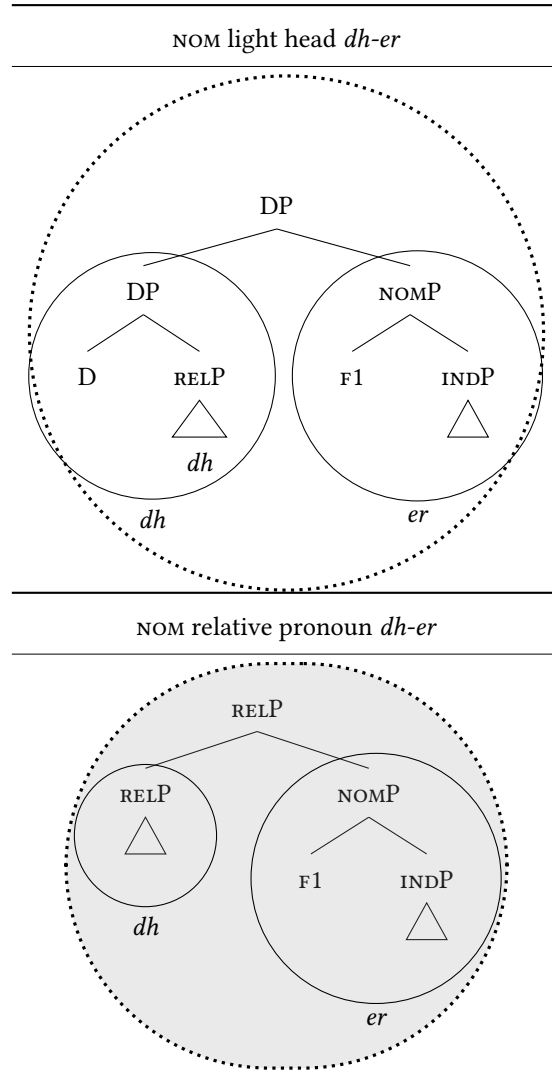 NOM light head dh-er
DP
DP NOMP
D RELP F1 INDP
dh
dh er
NOM relative pronoun dh-er
RELP
RELP NOMP
F1 INDP
dh
er